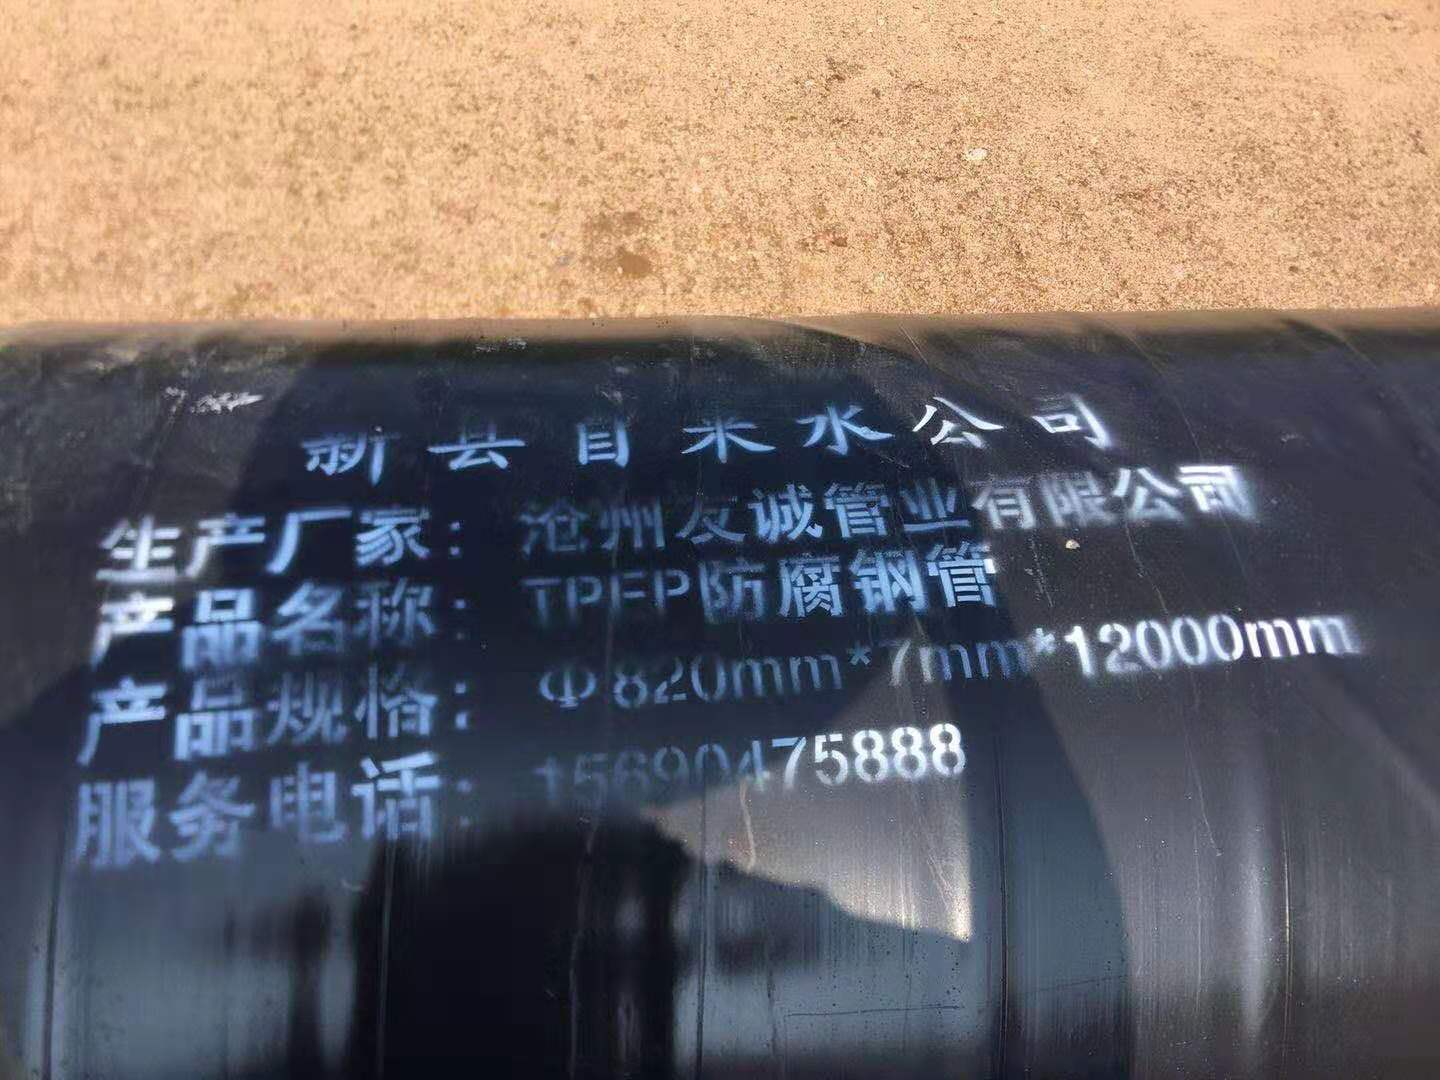 新县自来水公司
生产厂家：沧州友诚管业有限公司
产品名称：TPEP防腐钢管
产品规格：Φ820mm*7mm*12000mm
服务电话：15690475888